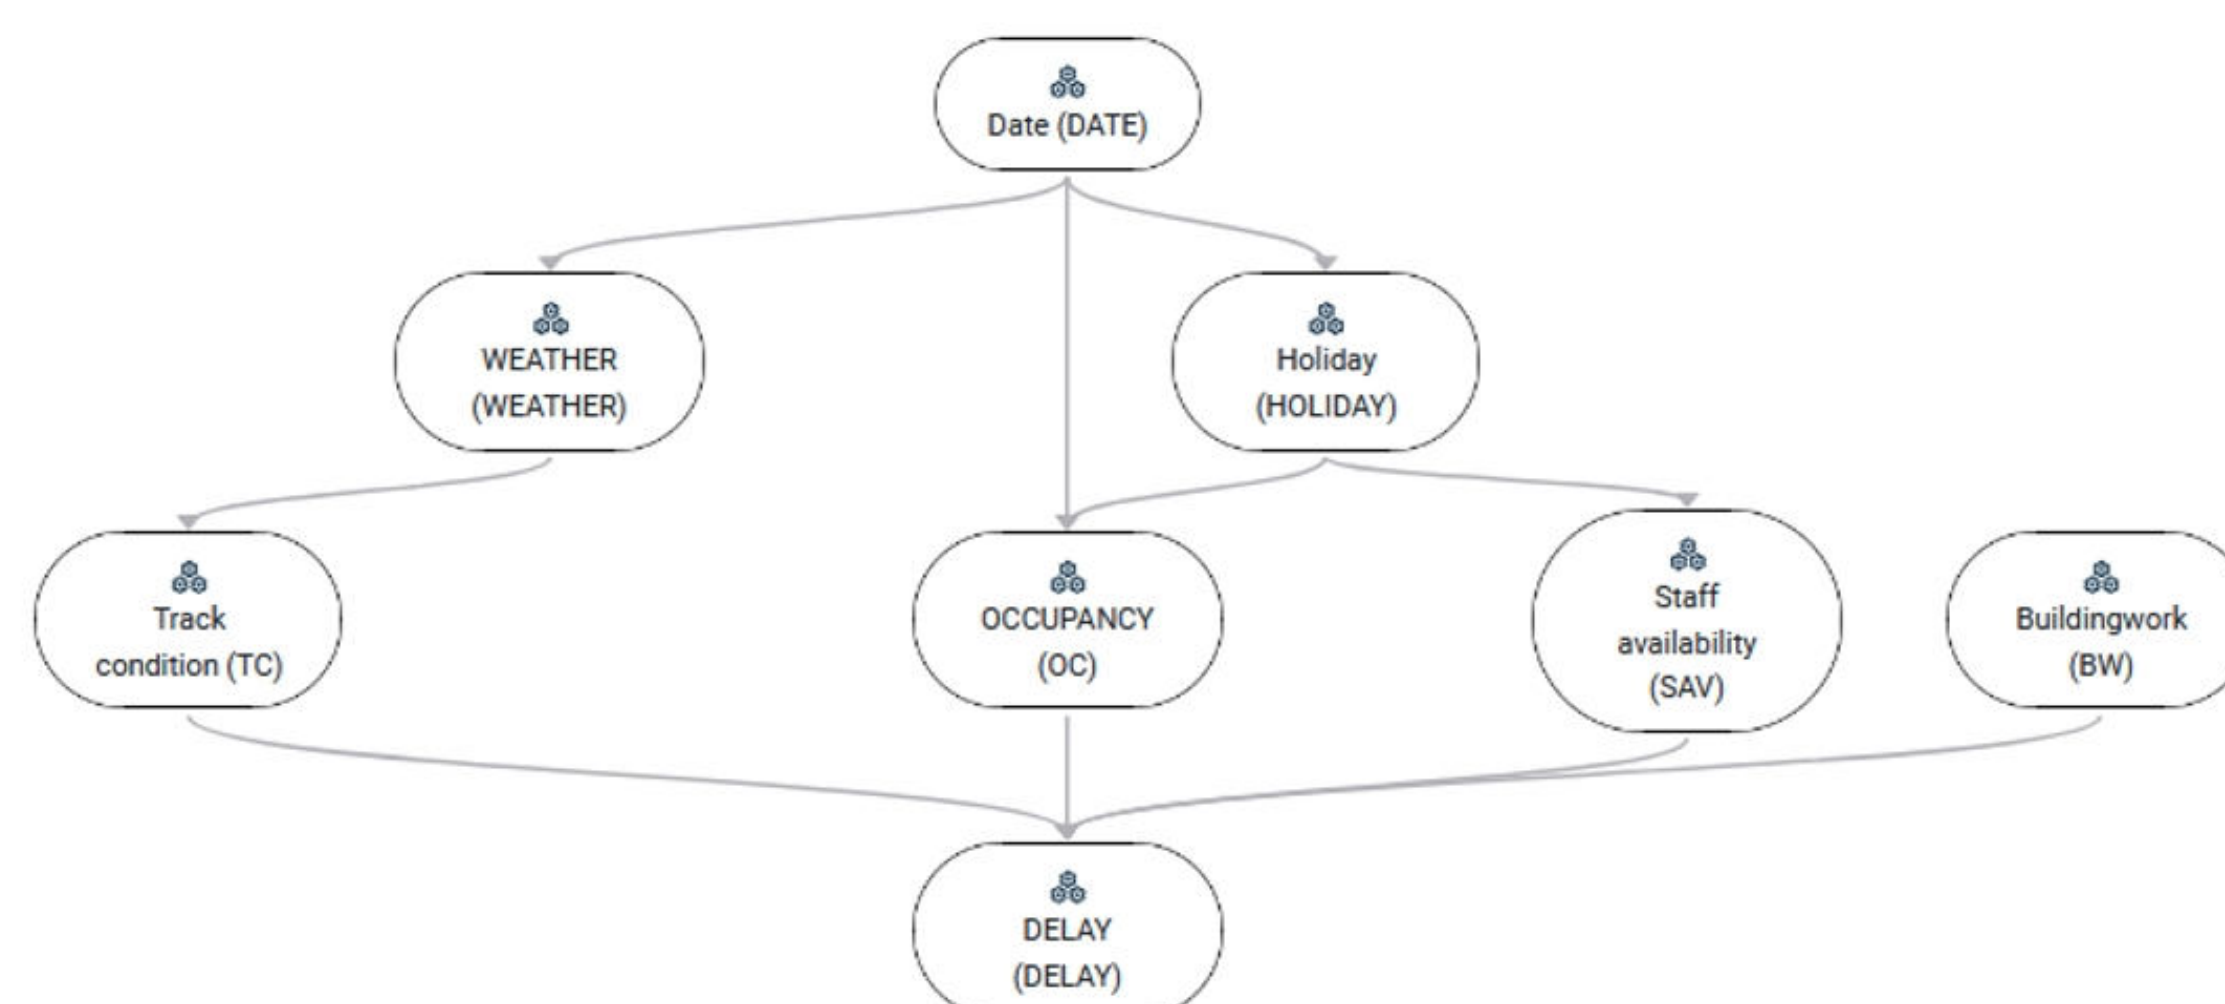 Date (DATE)
WEATHER
(WEATHER)
Holiday
(HOLIDAY)
Track
condition (TC)
OCCUPANCY
(OC)
Staff
availability
(SAV)
Buildingwork
(BW)
DELAY
(DELAY)